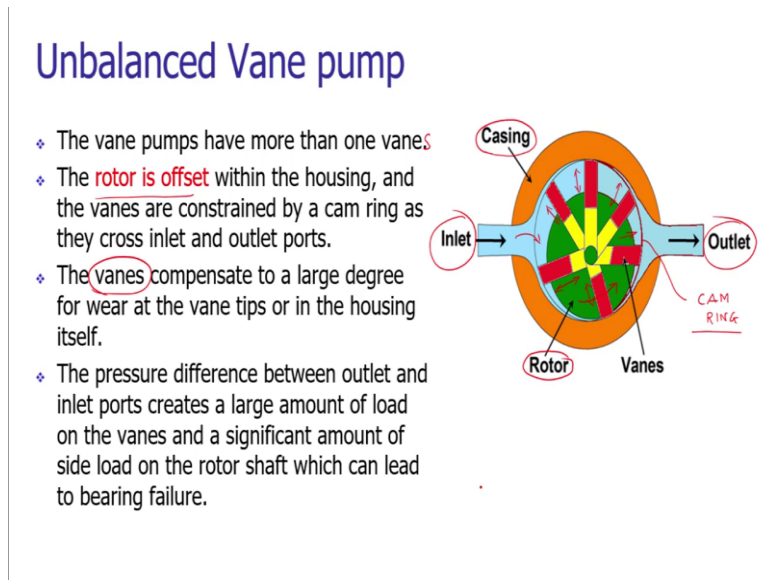 Unbalanced Vane pump
The vane pumps have more than one vane.s
The rotor is offset within the housing, and
the vanes are constrained by a cam ring as
they cross inlet and outlet ports.
The vanes compensate to a large degree
for wear at the vane tips or in the housing
itself.
The pressure difference between outlet and
inlet ports creates a large amount of load
on the vanes and a significant amount of
side load on the rotor shaft which can lead
to bearing failure.
Casing
Inlet
Outlet
CAM
RING
Rotor
Vanes